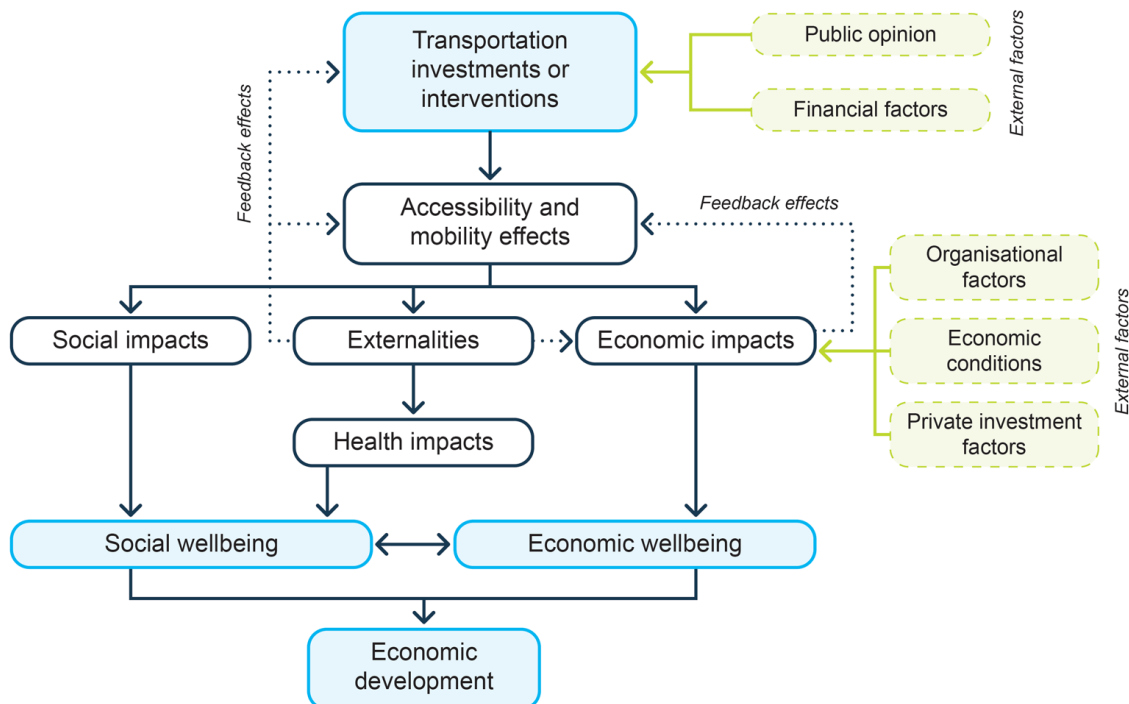 Transportation
investments or
interventions
Public opinion
Financial factors
External factors
Feedback effects
Accessibility and
mobility effects
Feedback effects
Organisational
factors
Economic
conditions
Private investment
factors
External factors
Social impacts
Externalities
Economic impacts
Health impacts
Social wellbeing
Economic wellbeing
Economic
development